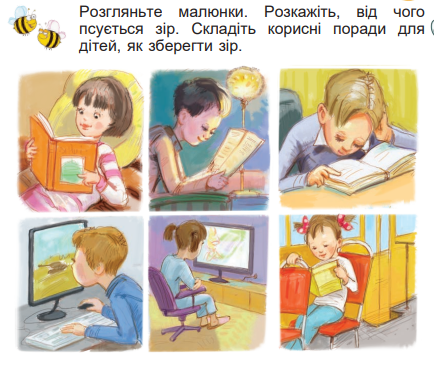 Розгляньте малюнки. Розкажіть, від чого
псується зір. Складіть корисні поради для
дітей, як зберегти зір.